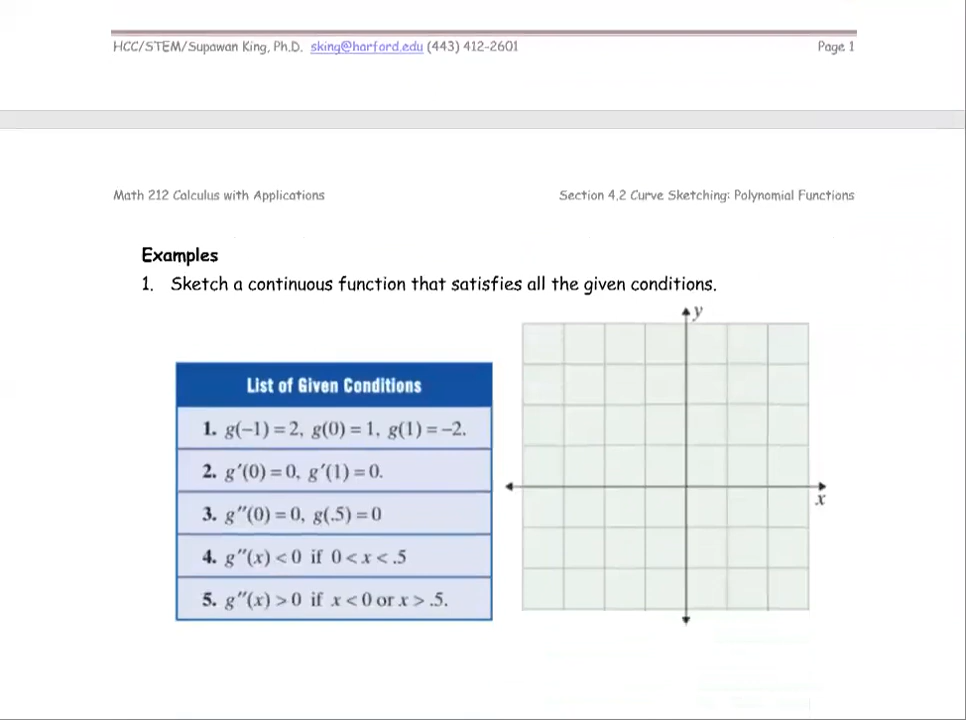 HCC/STEM/Supawan King, Ph.D. sking@harford.edu (443) 412-2601 Page 1
Math 212 Calculus with Applications Section 4.2 Curve Sketching: Polynomial Functions
Examples
1. Sketch a continuous function that satisfies all the given conditions.
y
List of Given Conditions
1. g(−1) = 2, g(0) = 1, g(1) = −2.
2. g′(0) = 0, g′(1) = 0.
3. g″(0) = 0, g(.5) = 0
4. g″(x) < 0 if 0 < x < .5
5. g″(x) > 0 if x < 0 or x > .5.
x